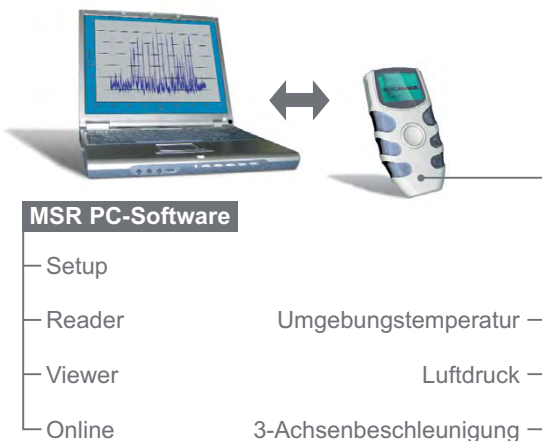 MSR PC-Software
Setup
Reader
Umgebungstemperatur
Viewer
Luftdruck
Online
3-Achsenbeschleunigung